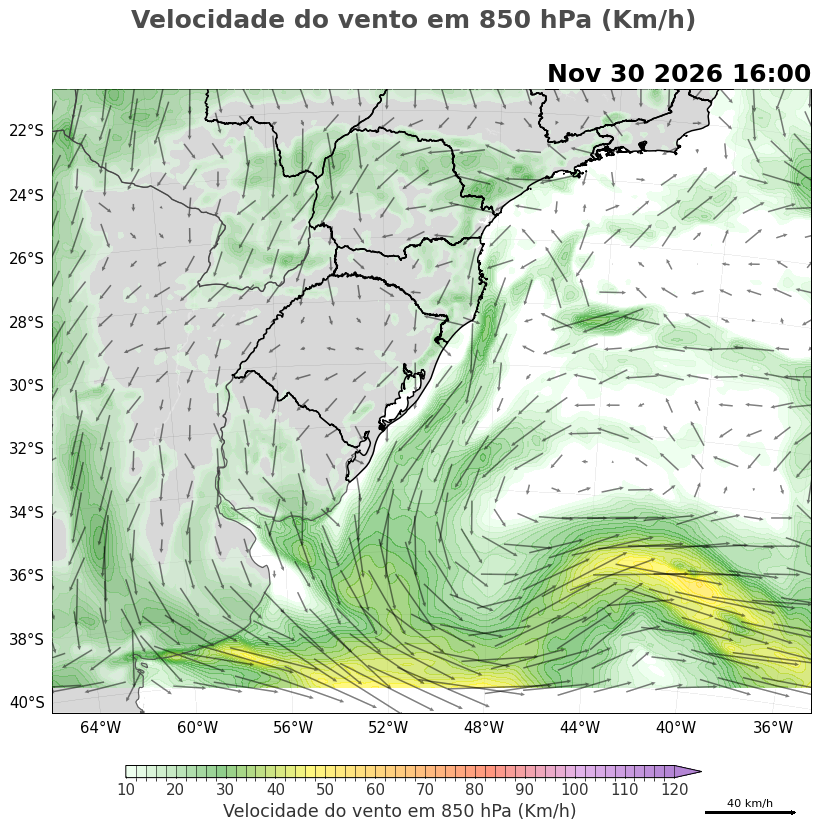 Velocidade do vento em 850 hPa (Km/h)
Nov 30 2026 16:00
22°S
24°S
26°S
28°S
30°S
32°S
34°S
36°S
38°S
40°S
64°W 60°W 56°W 52°W 48°W 44°W 40°W 36°W
10 20 30 40 50 60 70 80 90 100 110 120
Velocidade do vento em 850 hPa (Km/h)
40 km/h